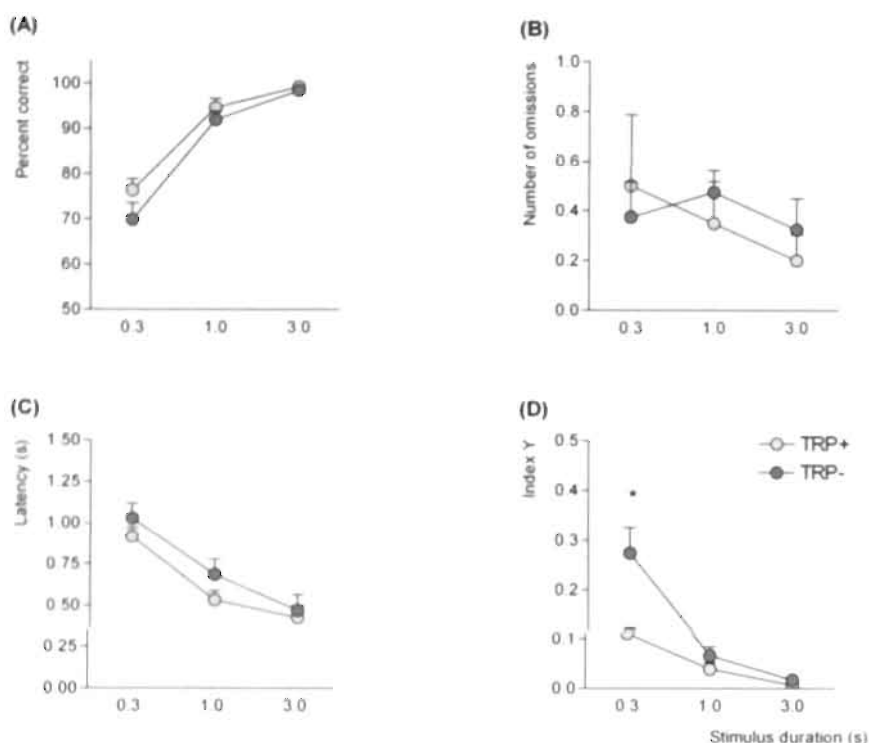 (A)
Percent correct
100
90
80
70
60
50
0.3 1.0 3.0
(B)
Number of omissions
1.0
0.8
0.6
0.4
0.2
0.0
0.3 1.0 3.0
(C)
Latency (s)
1.50
1.25
1.00
0.75
0.50
0.25
0.00
0.3 1.0 3.0
(D)
Index Y
0.5
0.4
0.3
0.2
0.1
0.0
*
TRP+
TRP-
0.3 1.0 3.0
Stimulus duration (s)